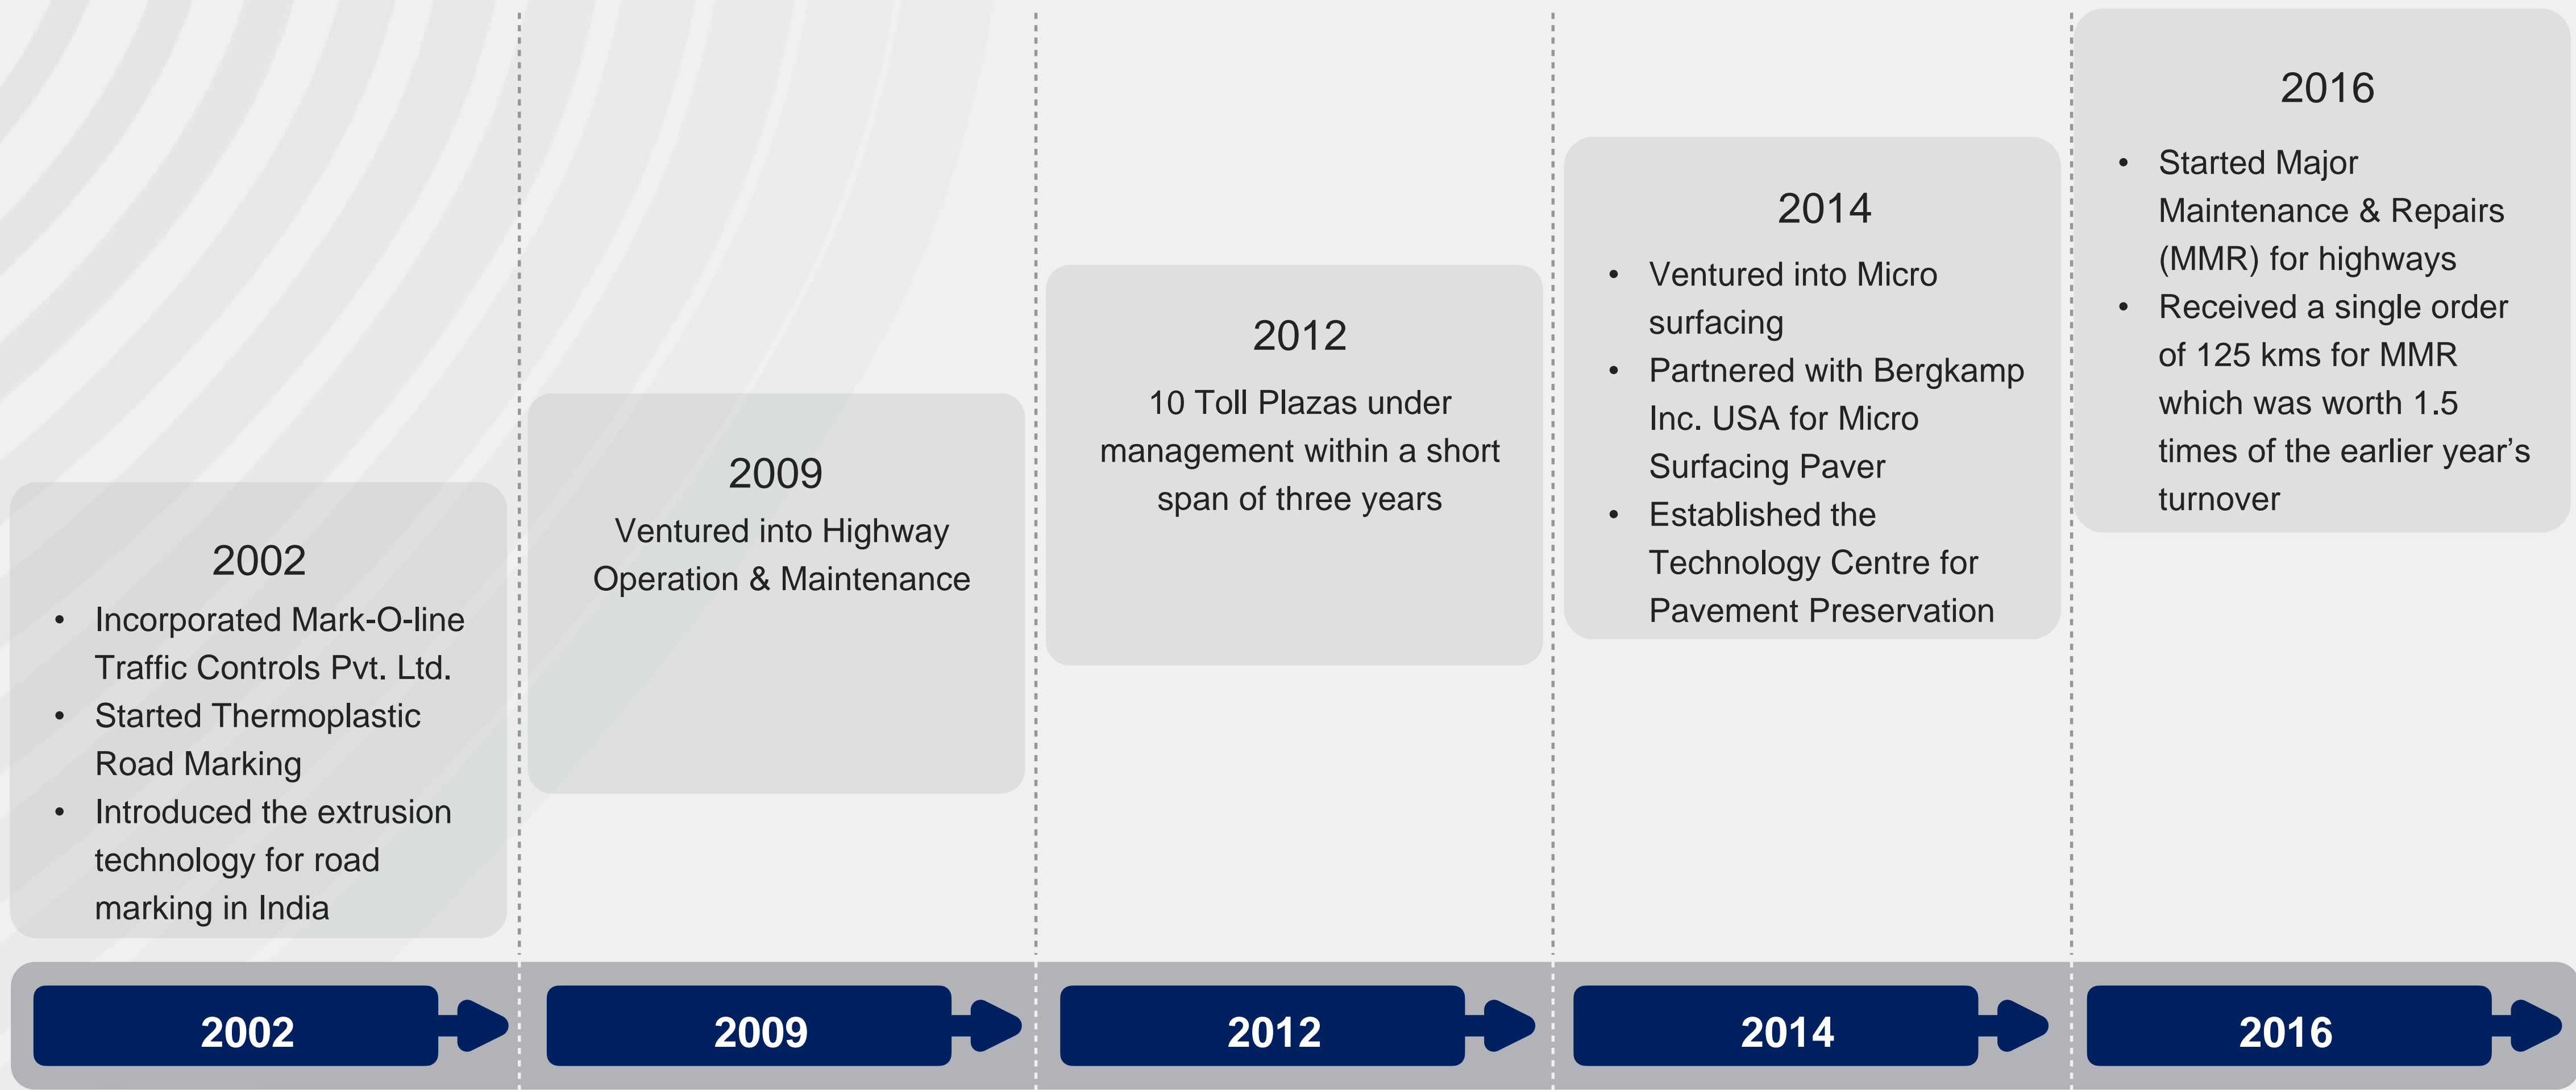 2002
• Incorporated Mark-O-line
Traffic Controls Pvt. Ltd.
• Started Thermoplastic
Road Marking
• Introduced the extrusion
technology for road
marking in India
2009
Ventured into Highway
Operation & Maintenance
2012
10 Toll Plazas under
management within a short
span of three years
2014
• Ventured into Micro
surfacing
• Partnered with Bergkamp
Inc. USA for Micro
Surfacing Paver
• Established the
Technology Centre for
Pavement Preservation
2016
• Started Major
Maintenance & Repairs
(MMR) for highways
• Received a single order
of 125 kms for MMR
which was worth 1.5
times of the earlier year’s
turnover
2002
2009
2012
2014
2016